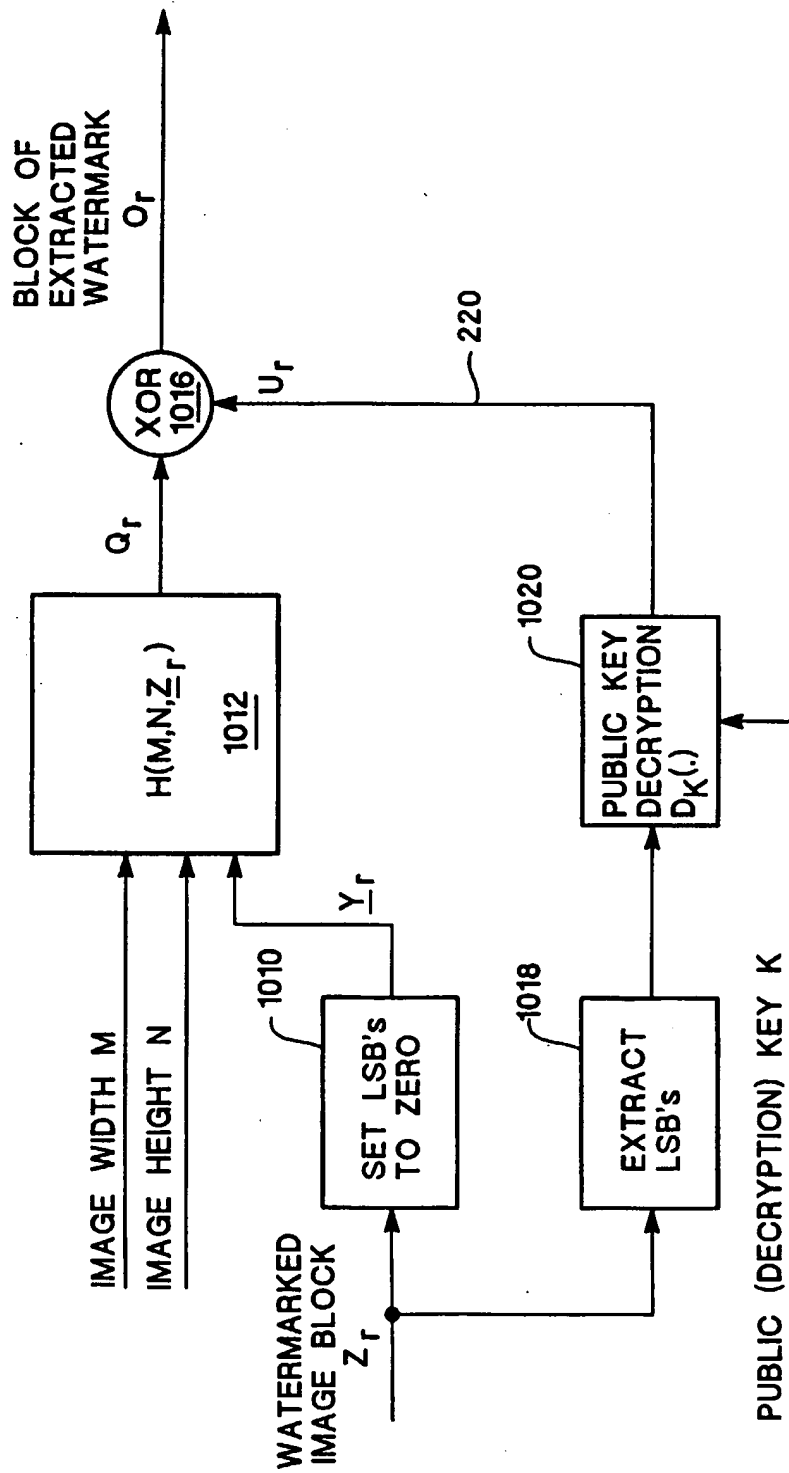 IMAGE WIDTH M
IMAGE HEIGHT N
WATERMARKED
IMAGE BLOCK
Z_r
1010
SET LSB's
TO ZERO
Y_r
H(M,N,Z_r)
1012
Q_r
XOR
1016
BLOCK OF
EXTRACTED
WATERMARK
O_r
U_r
220
1018
EXTRACT
LSB's
1020
PUBLIC KEY
DECRYPTION
D_K(.)
PUBLIC (DECRYPTION) KEY K